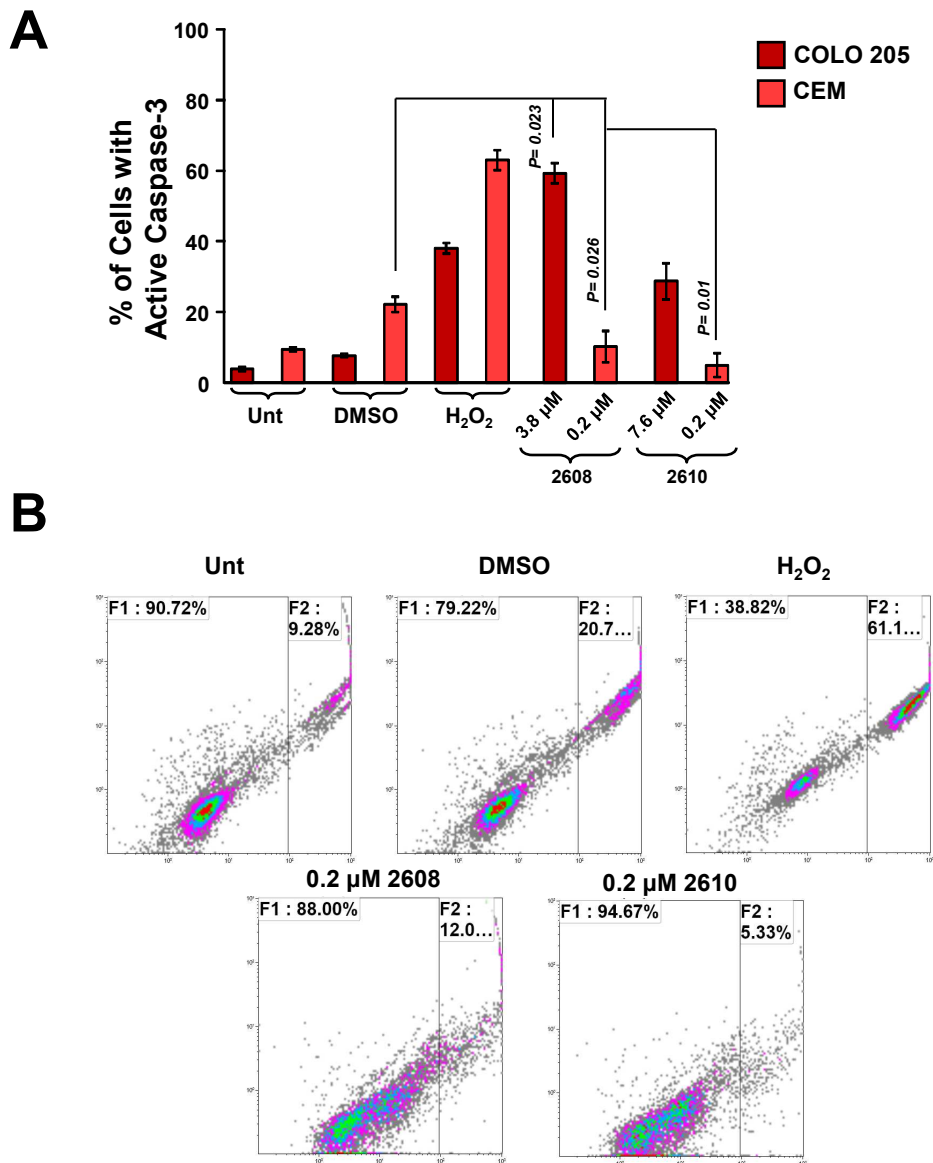 A
100
80
60
40
20
0
% of Cells with
Active Caspase-3
COLO 205
CEM
P= 0.023
P= 0.026
P= 0.01
Unt
DMSO
H₂O₂
3.8 µM
0.2 µM
7.6 µM
0.2 µM
2608
2610
B
Unt
DMSO
H₂O₂
F1 : 90.72%
F2 :
9.28%
F1 : 79.22%
F2 :
20.7...
F1 : 38.82%
F2 :
61.1...
0.2 µM 2608
0.2 µM 2610
F1 : 88.00%
F2 :
12.0...
F1 : 94.67%
F2 :
5.33%